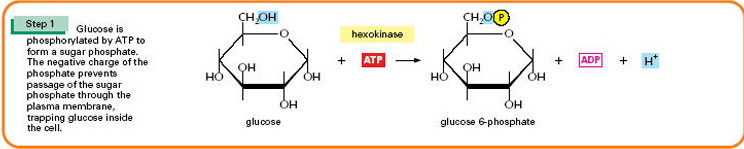 Step 1
Glucose is
phosphorylated by ATP to
form a sugar phosphate.
The negative charge of the
phosphate prevents
passage of the sugar
phosphate through the
plasma membrane,
trapping glucose inside
the cell.
CH₂OH
O
OH
HO
OH
OH
glucose
+
ATP
hexokinase
CH₂O P
O
OH
HO
OH
OH
glucose 6-phosphate
+
ADP
+
H⁺